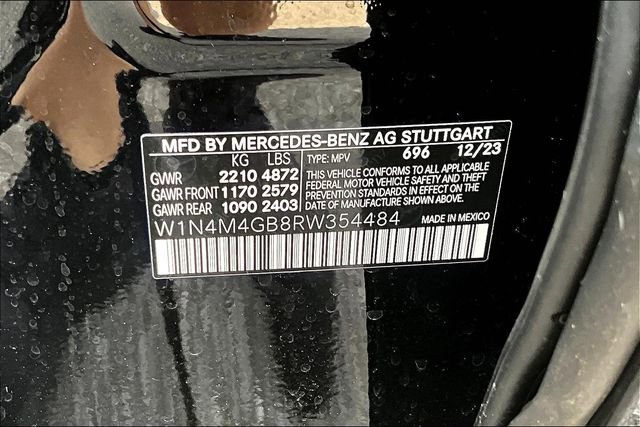 MFD BY MERCEDES-BENZ AG STUTTGART
KG LBS TYPE: MPV 696 12/23
GVWR 2210 4872
GAWR FRONT 1170 2579
GAWR REAR 1090 2403
THIS VEHICLE CONFORMS TO ALL APPLICABLE
FEDERAL MOTOR VEHICLE SAFETY AND THEFT
PREVENTION STANDARDS IN EFFECT ON THE
DATE OF MANUFACTURE SHOWN ABOVE.
W1N4M4GB8RW354484 MADE IN MEXICO